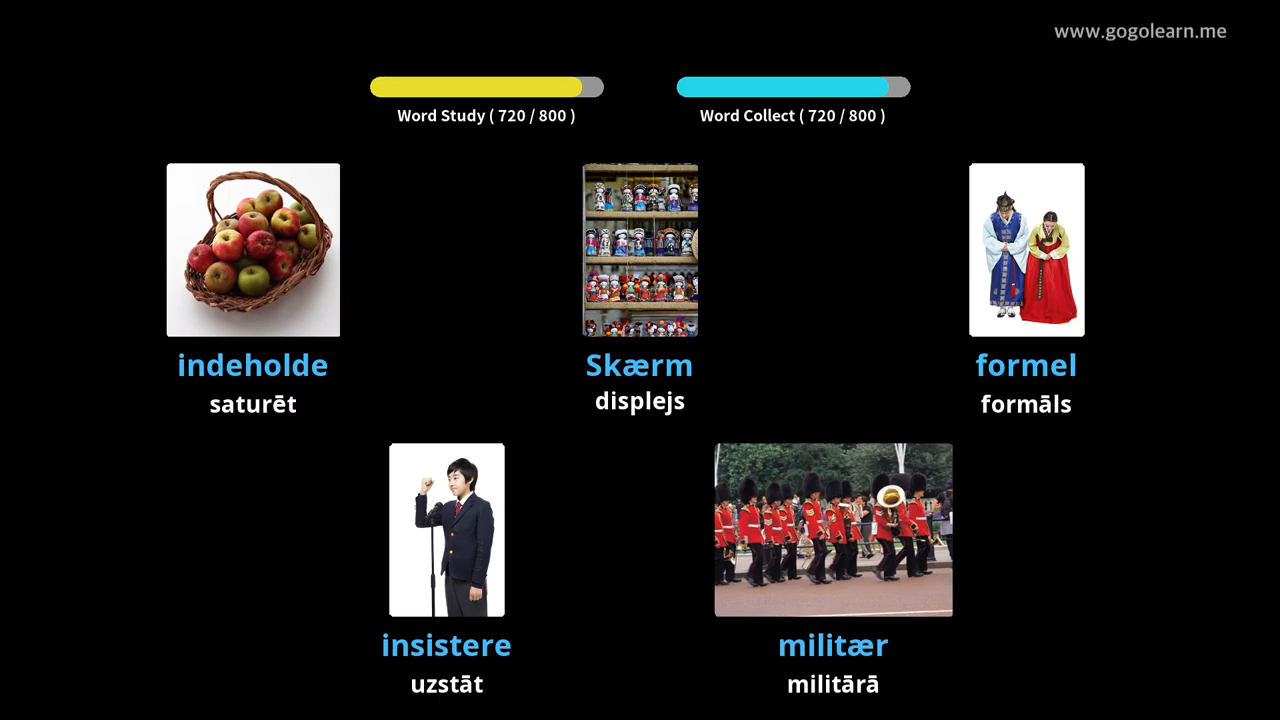 www.gogolearn.me
Word Study ( 720 / 800 )
Word Collect ( 720 / 800 )
indeholde
saturēt
Skærm
displejs
formel
formāls
insistere
uzstāt
militær
militārā